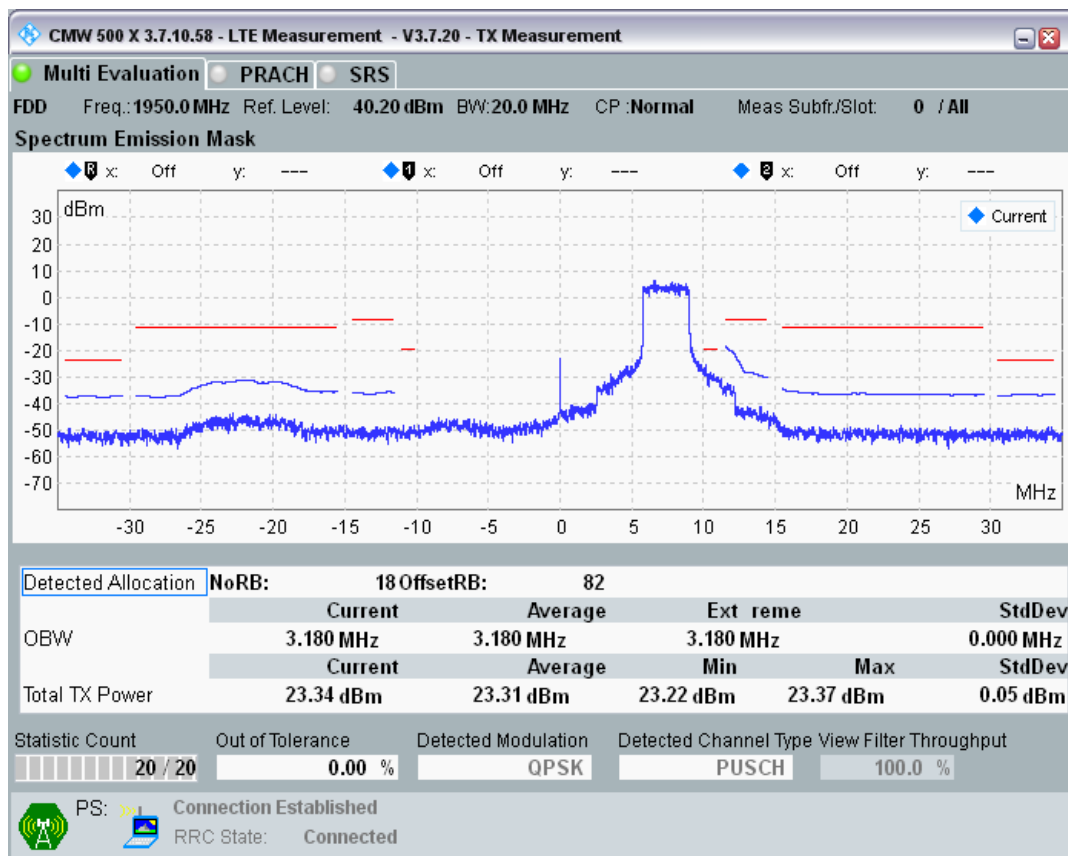 CMW 500 X 3.7.10.58 - LTE Measurement - V3.7.20 - TX Measurement
Multi Evaluation PRACH SRS
FDD Freq.: 1950.0 MHz Ref. Level: 40.20 dBm BW: 20.0 MHz CP : Normal Meas Subfr./Slot: 0 / All
Spectrum Emission Mask
R x: Off y: --- 1 x: Off y: --- 2 x: Off y: ---
dBm
Current
30
20
10
0
-10
-20
-30
-40
-50
-60
-70
MHz
-30 -25 -20 -15 -10 -5 0 5 10 15 20 25 30
Detected Allocation NoRB: 18 OffsetRB: 82
Current Average Ext reme StdDev
OBW 3.180 MHz 3.180 MHz 3.180 MHz 0.000 MHz
Current Average Min Max StdDev
Total TX Power 23.34 dBm 23.31 dBm 23.22 dBm 23.37 dBm 0.05 dBm
Statistic Count Out of Tolerance Detected Modulation Detected Channel Type View Filter Throughput
20 / 20 0.00 % QPSK PUSCH 100.0 %
PS: Connection Established
RRC State: Connected